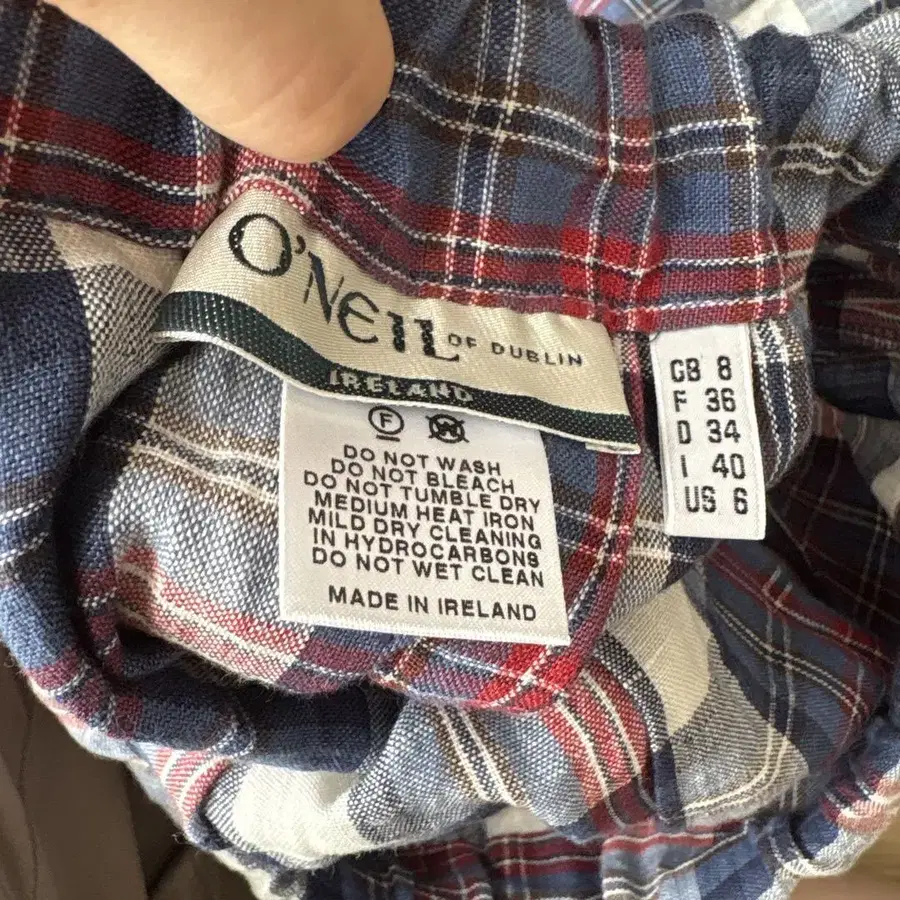 O'NEIL OF DUBLIN
IRELAND
F W
DO NOT WASH
DO NOT BLEACH
DO NOT TUMBLE DRY
MEDIUM HEAT IRON
MILD DRY CLEANING
IN HYDROCARBONS
DO NOT WET CLEAN
MADE IN IRELAND
GB 8
F 36
D 34
I 40
US 6